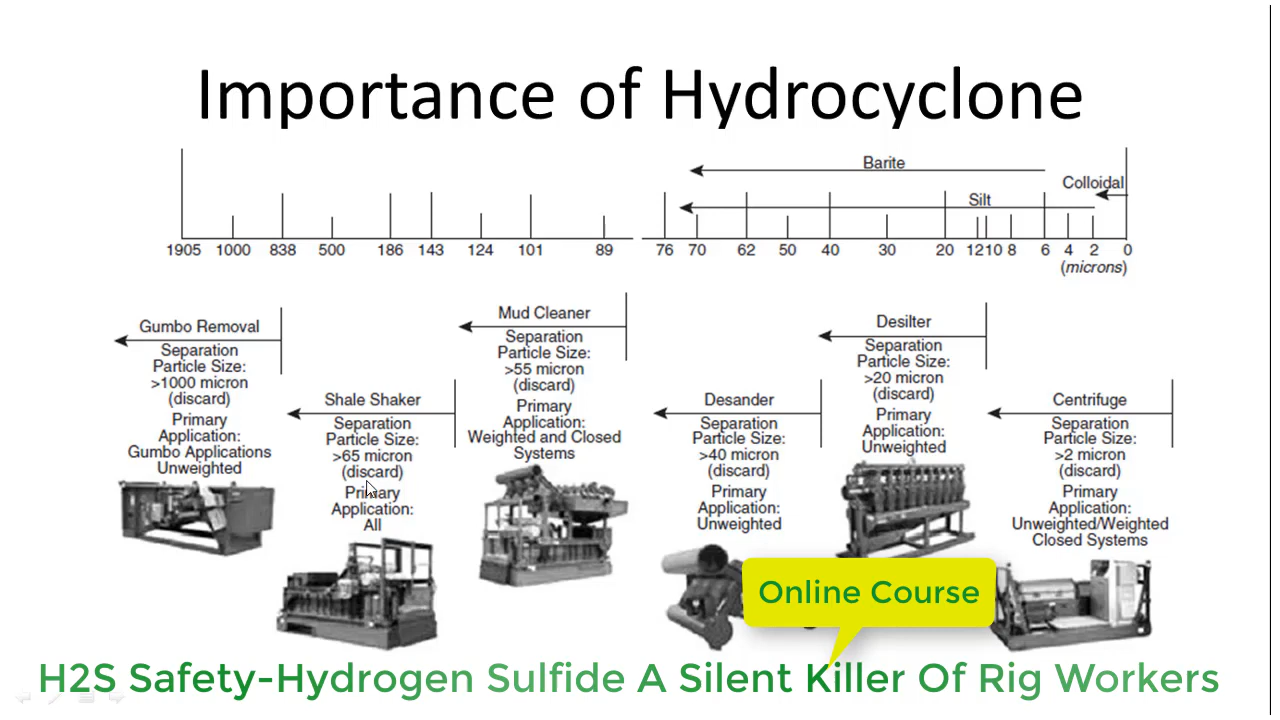 Importance of Hydrocyclone
Barite
Colloidal
Silt
1905 1000 838 500 186 143 124 101 89 76 70 62 50 40 30 20 12 10 8 6 4 2 0
(microns)
Gumbo Removal
Separation
Particle Size:
>1000 micron
(discard)
Primary
Application:
Gumbo Applications
Unweighted
Shale Shaker
Separation
Particle Size:
>65 micron
(discard)
Primary
Application:
All
Mud Cleaner
Separation
Particle Size:
>55 micron
(discard)
Primary
Application:
Weighted and Closed
Systems
Desander
Separation
Particle Size:
>40 micron
(discard)
Primary
Application:
Unweighted
Desilter
Separation
Particle Size:
>20 micron
(discard)
Primary
Application:
Unweighted
Centrifuge
Separation
Particle Size:
>2 micron
(discard)
Primary
Application:
Unweighted/Weighted
Closed Systems
Online Course
H2S Safety-Hydrogen Sulfide A Silent Killer Of Rig Workers